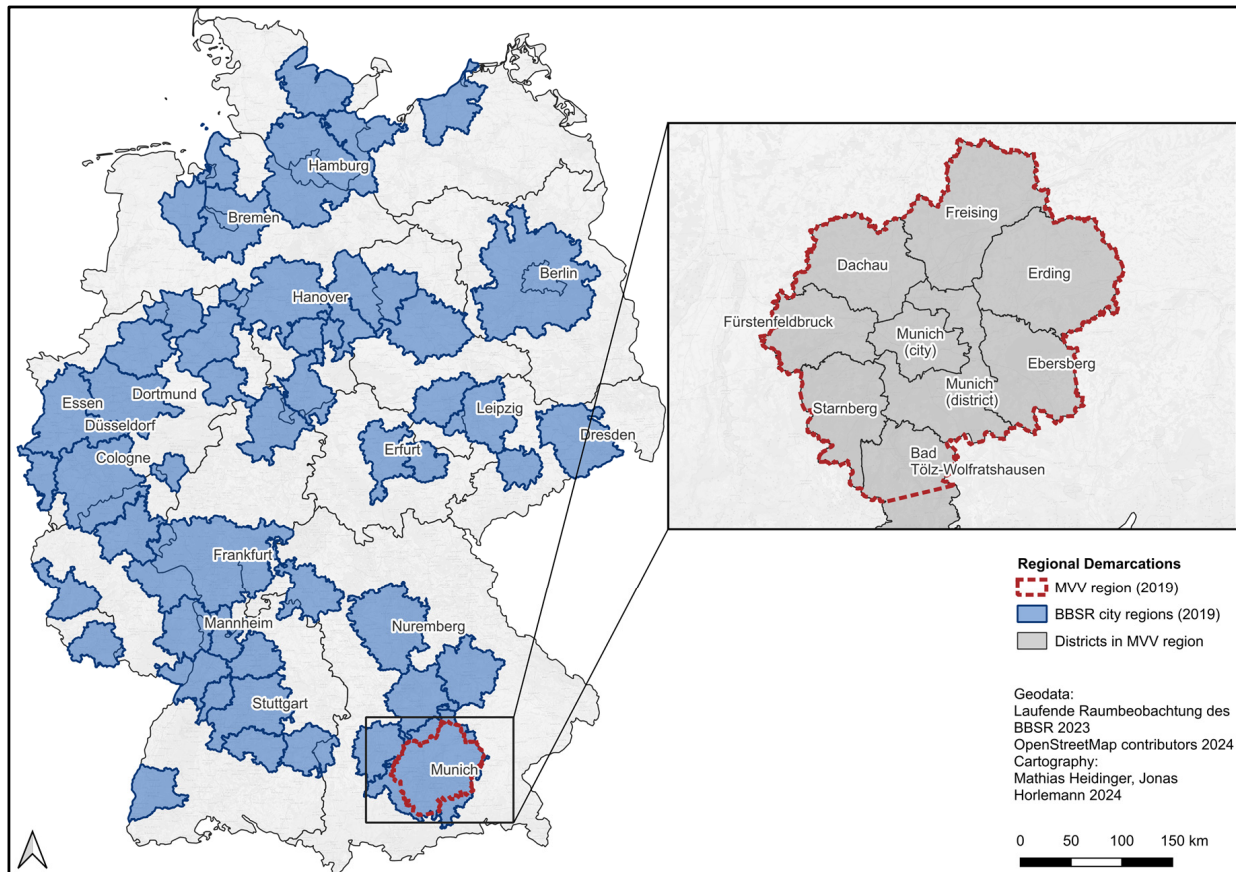 Hamburg
Bremen
Berlin
Hanover
Dortmund
Essen
Düsseldorf
Leipzig
Dresden
Cologne
Erfurt
Frankfurt
Mannheim
Nuremberg
Stuttgart
Munich
Freising
Dachau
Erding
Fürstenfeldbruck
Munich
(city)
Ebersberg
Munich
(district)
Starnberg
Bad
Tölz-Wolfratshausen
Regional Demarcations
MVV region (2019)
BBSR city regions (2019)
Districts in MVV region
Geodata:
Laufende Raumbeobachtung des
BBSR 2023
OpenStreetMap contributors 2024
Cartography:
Mathias Heidinger, Jonas
Horlemann 2024
0 50 100 150 km